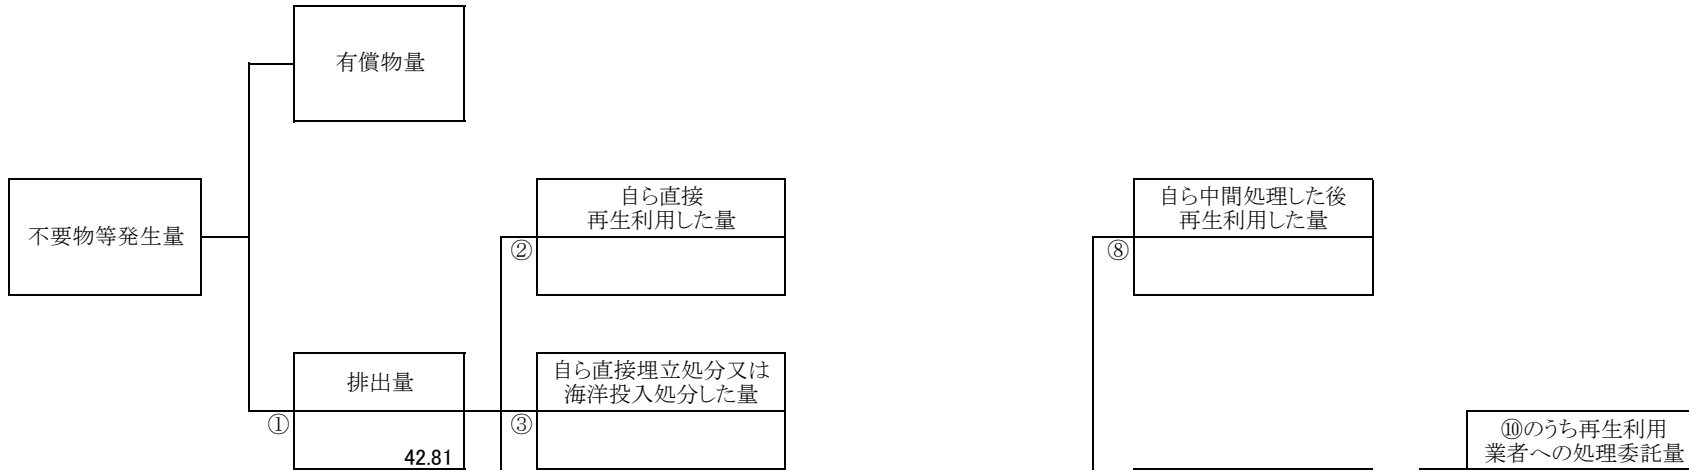 有償物量
不要物等発生量
自ら直接
再生利用した量
②
自ら中間処理した後
再生利用した量
⑧
排出量
①
42.81
自ら直接埋立処分又は
海洋投入処分した量
③
⑩のうち再生利用
業者への処理委託量